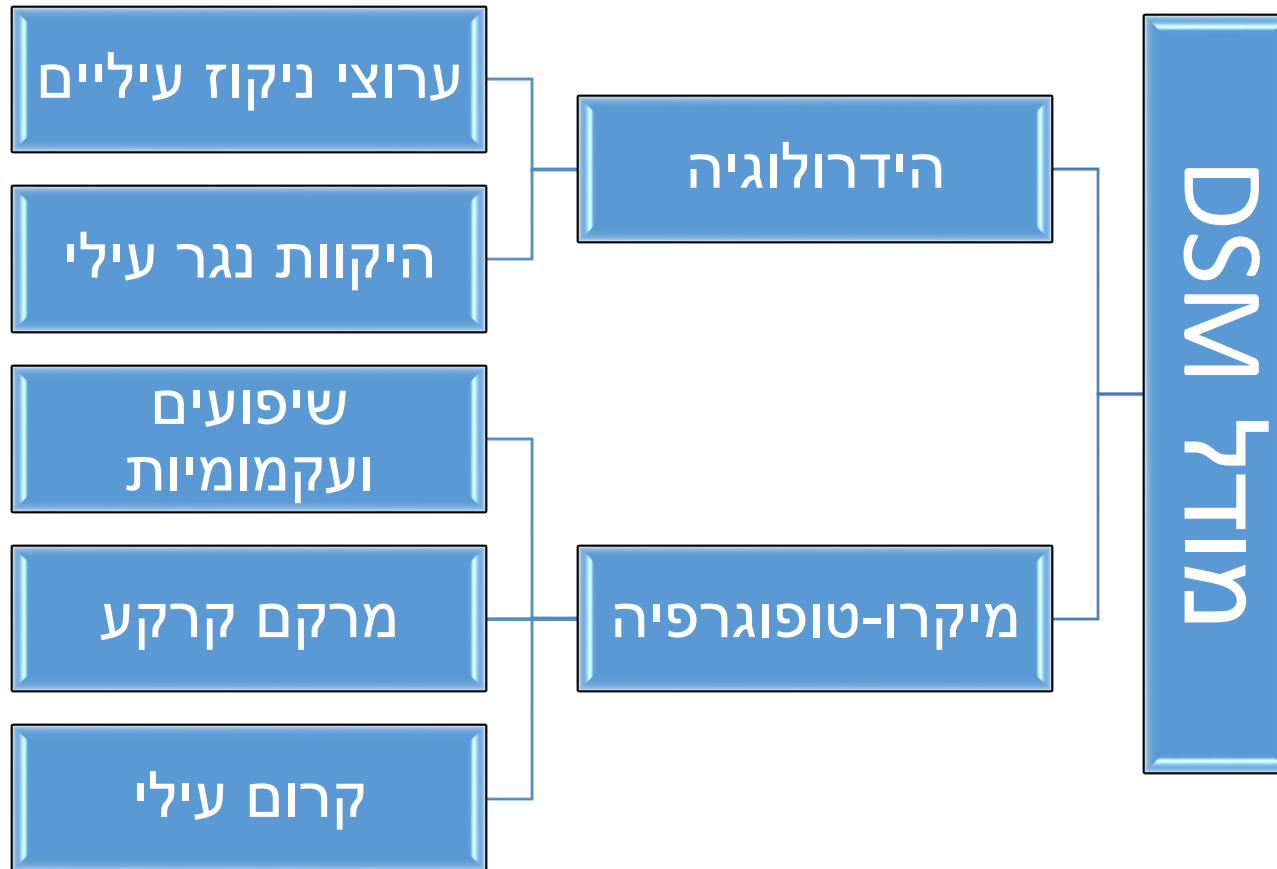 מודל DSM
הידרולוגיה
ערוצי ניקוז עיליים
היקוות נגר עילי
מיקרו-טופוגרפיה
שיפועים
ועקמומיות
מרקם קרקע
קרום עילי